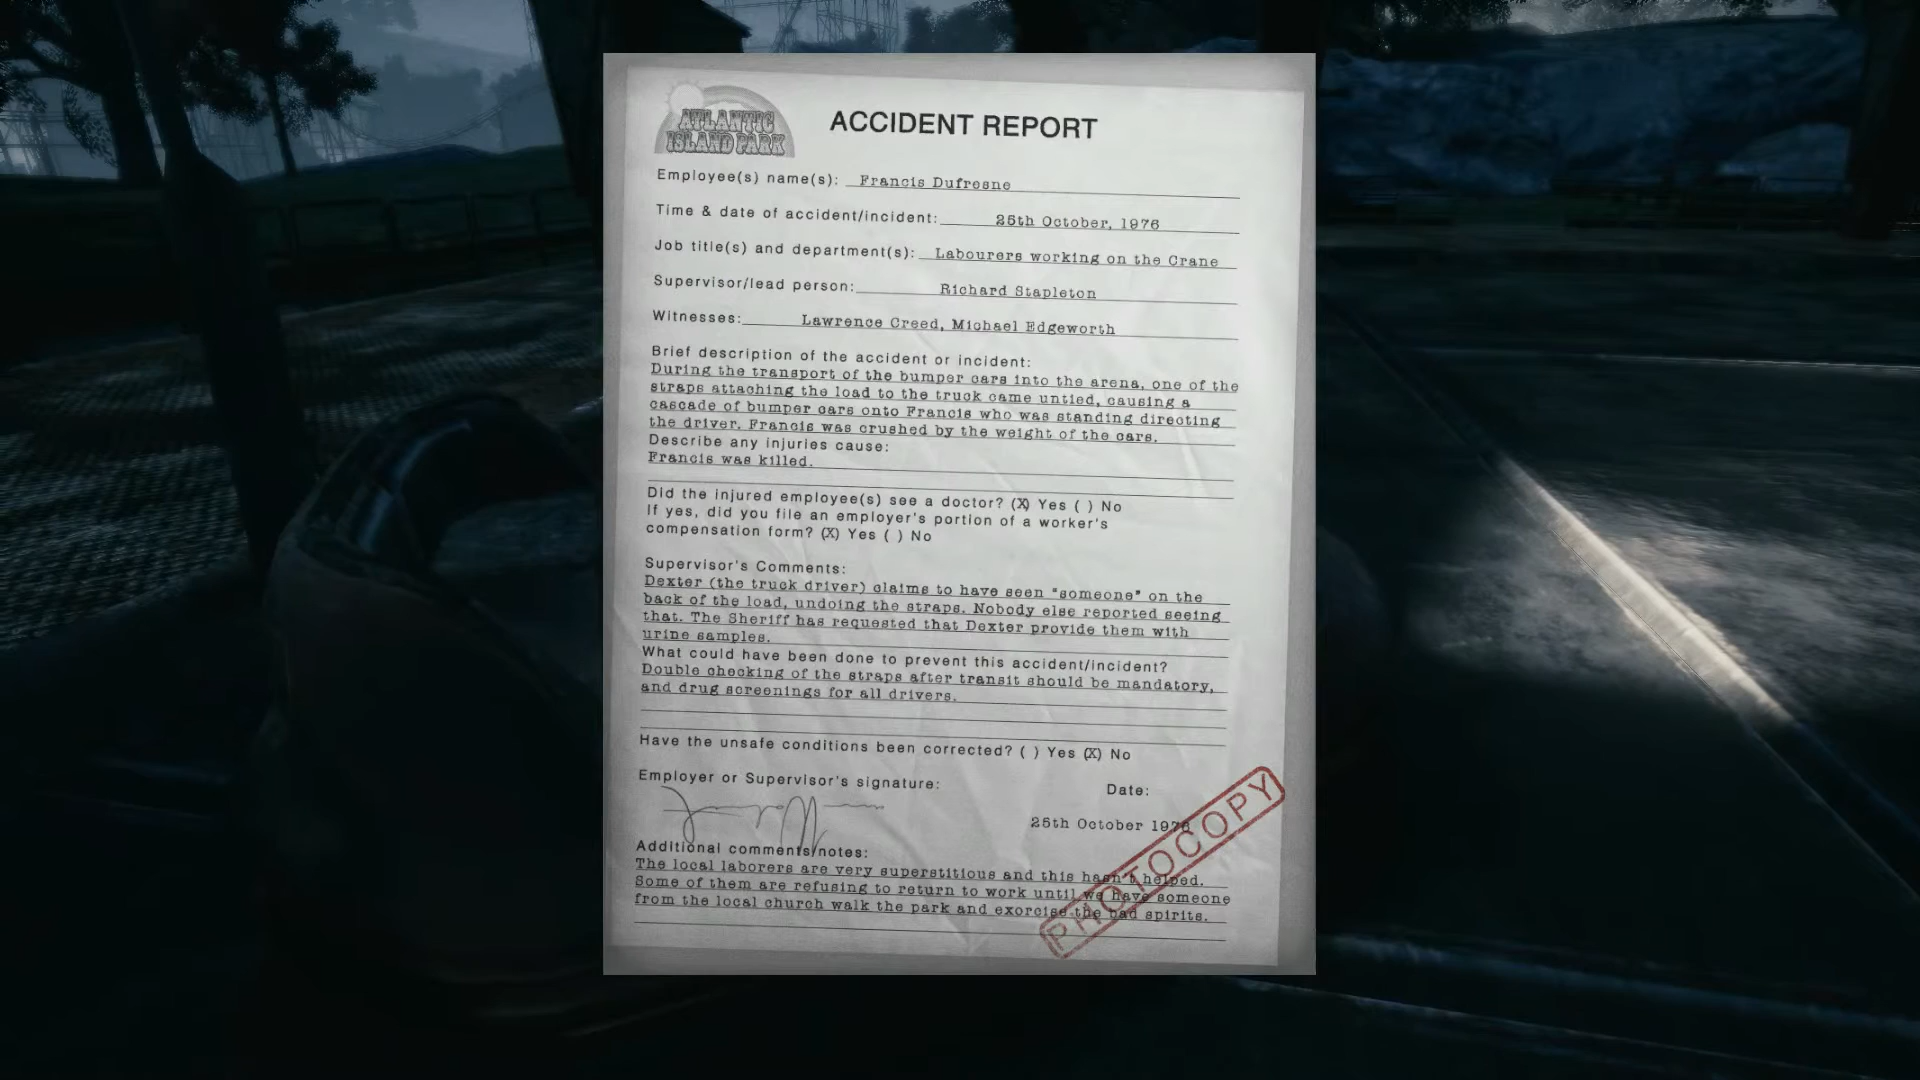 ATLANTIC
ISLAND PARK
ACCIDENT REPORT
Employee(s) name(s): Francis Dufresne
Time & date of accident/incident: 25th October, 1976
Job title(s) and department(s): Labourers working on the Crane
Supervisor/lead person: Richard Stapleton
Witnesses: Lawrence Creed, Michael Edgeworth
Brief description of the accident or incident:
During the transport of the bumper cars into the arena, one of the
straps attaching the load to the truck came untied, causing a
cascade of bumper cars onto Francis who was standing directing
the driver. Francis was crushed by the weight of the cars.
Describe any injuries cause:
Francis was killed.
Did the injured employee(s) see a doctor? (X) Yes ( ) No
If yes, did you file an employer's portion of a worker's
compensation form? (X) Yes ( ) No
Supervisor's Comments:
Dexter (the truck driver) claims to have seen "someone" on the
back of the load, undoing the straps. Nobody else reported seeing
that. The Sheriff has requested that Dexter provide them with
urine samples.
What could have been done to prevent this accident/incident?
Double checking of the straps after transit should be mandatory,
and drug screenings for all drivers.
Have the unsafe conditions been corrected? ( ) Yes (X) No
Employer or Supervisor's signature:
Date:
25th October 1976
Additional comments/notes:
The local laborers are very superstitious and this hasn't helped.
Some of them are refusing to return to work until we have someone
from the local church walk the park and exorcise the bad spirits.
PHOTOCOPY